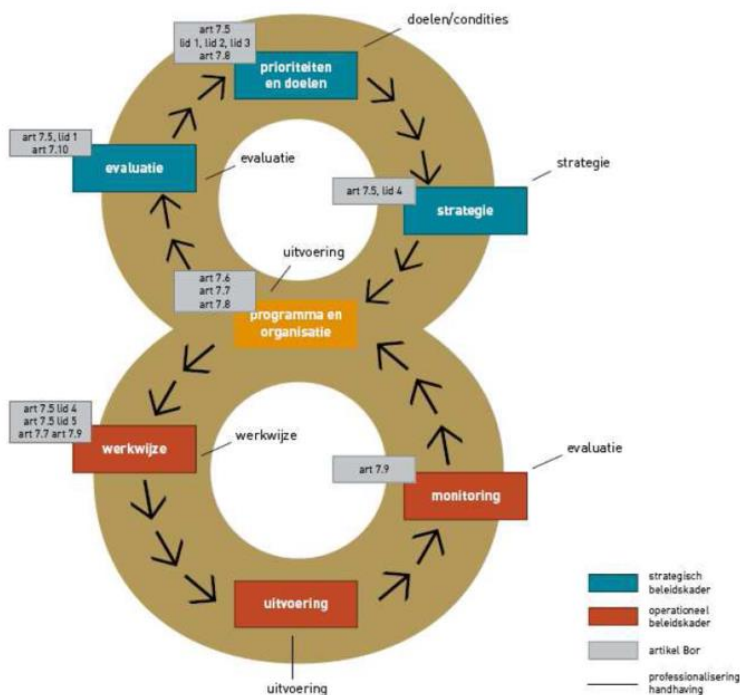 doelen/condities
art 7.5
lid 1, lid 2, lid 3
art 7.8
prioriteiten
en doelen
art 7.5, lid 1
art 7.10
evaluatie
evaluatie
art 7.5, lid 4
strategie
strategie
uitvoering
art 7.6
art 7.7
art 7.8
programma en
organisatie
art 7.5 lid 4
art 7.5 lid 5
art 7.7 art 7.9
werkwijze
werkwijze
evaluatie
art 7.9
monitoring
uitvoering
uitvoering
strategisch
beleidskader
operationeel
beleidskader
artikel Bor
professionalisering
handhaving